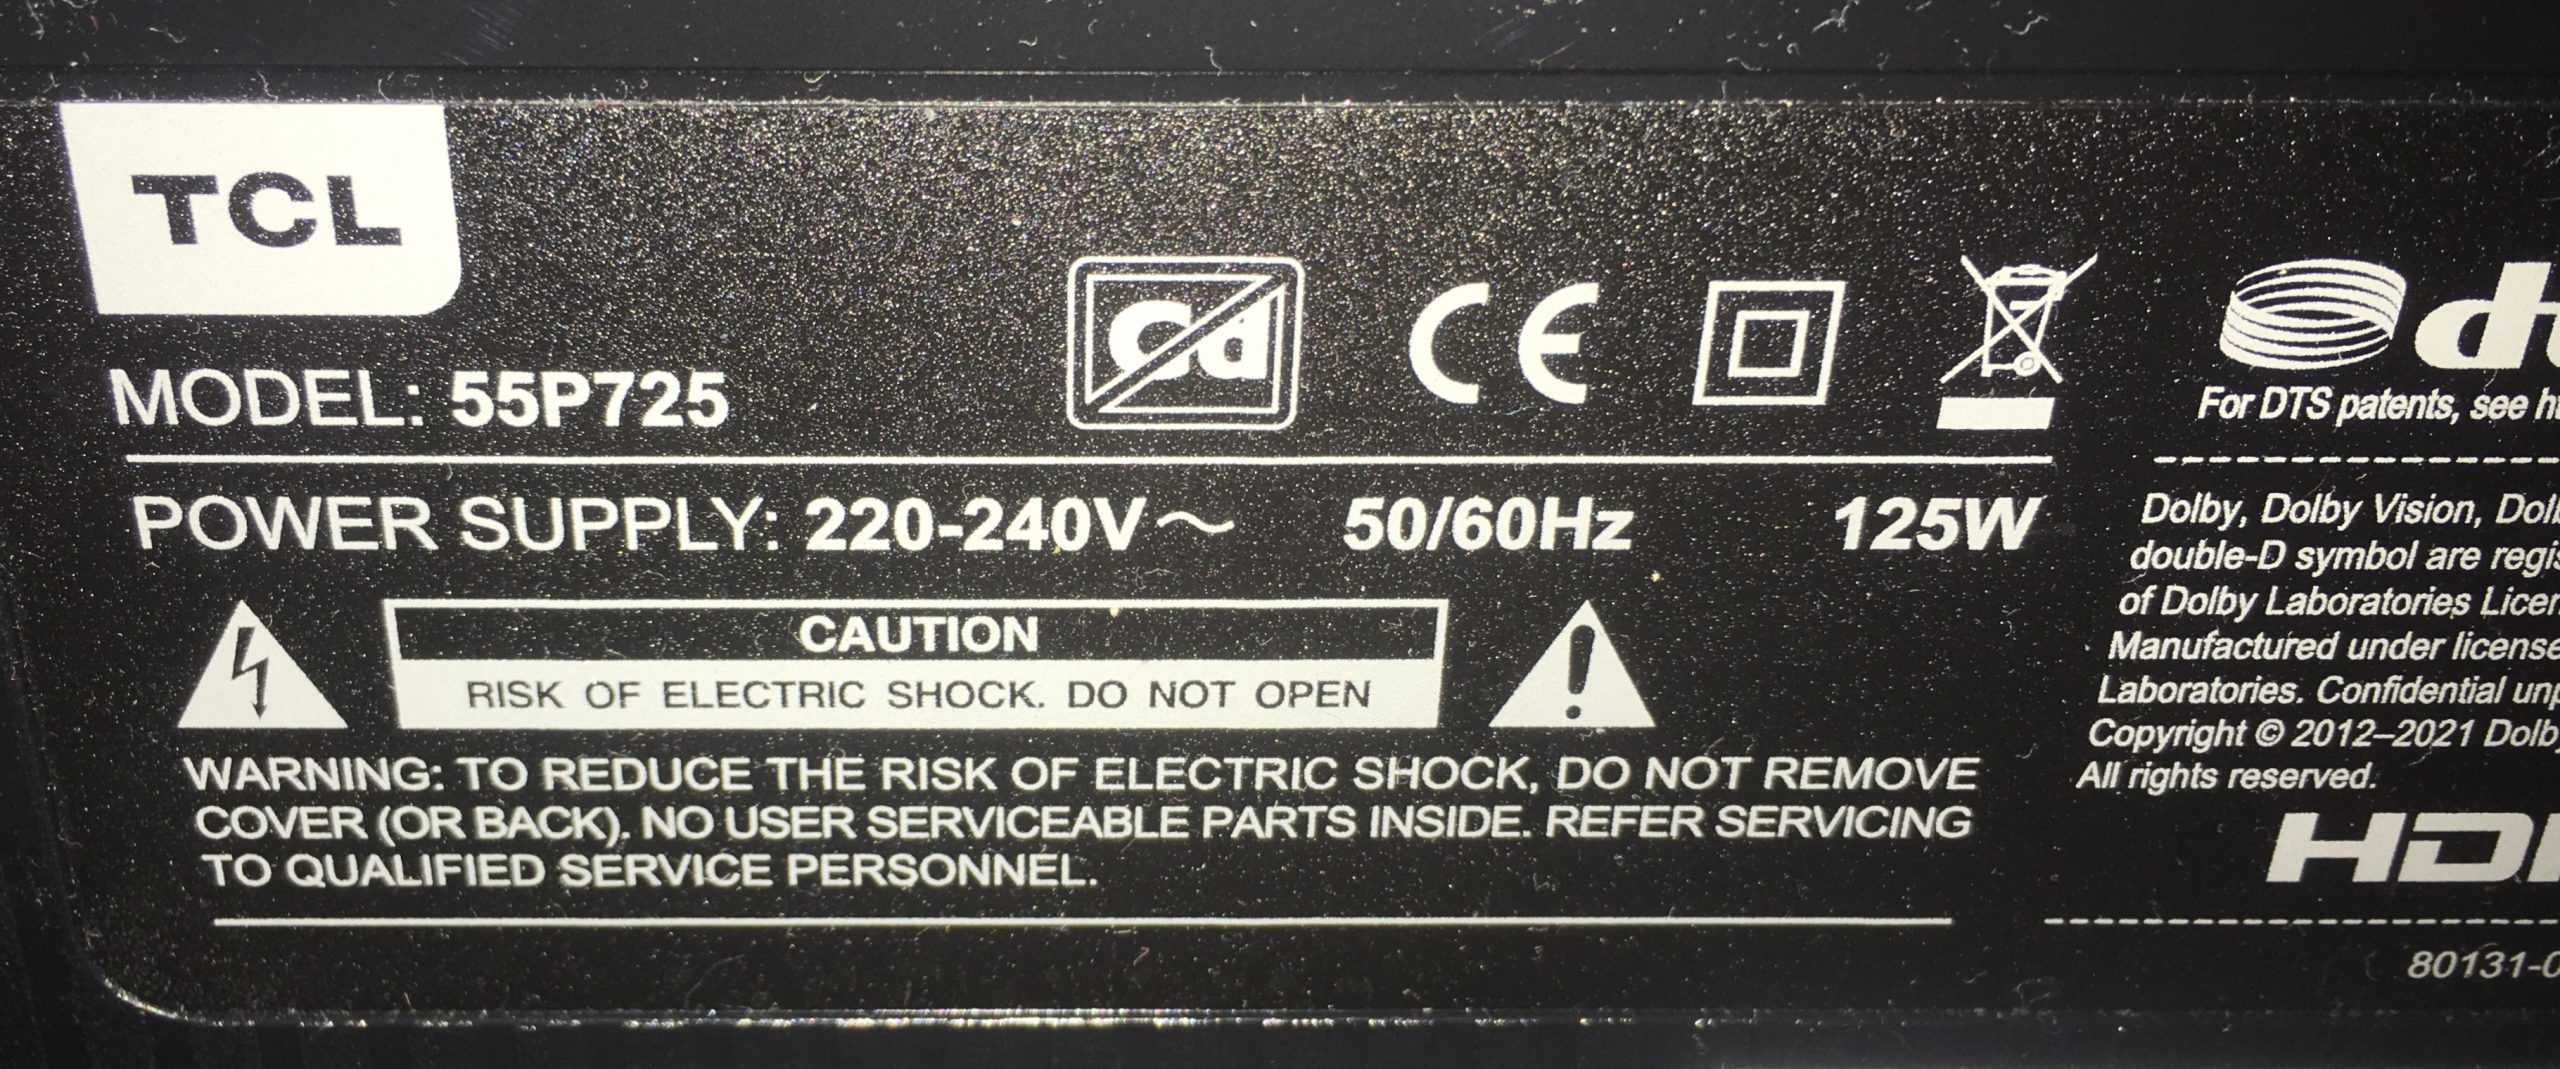 TCL
Cd CE
MODEL: 55P725
POWER SUPPLY: 220-240V～ 50/60Hz 125W
CAUTION
RISK OF ELECTRIC SHOCK. DO NOT OPEN
WARNING: TO REDUCE THE RISK OF ELECTRIC SHOCK, DO NOT REMOVE
COVER (OR BACK). NO USER SERVICEABLE PARTS INSIDE. REFER SERVICING
TO QUALIFIED SERVICE PERSONNEL.
For DTS patents, see
Dolby, Dolby Vision,
double-D symbol are
of Dolby Laboratories
Manufactured under license
Laboratories. Confidential
Copyright © 2012–2021
All rights reserved.